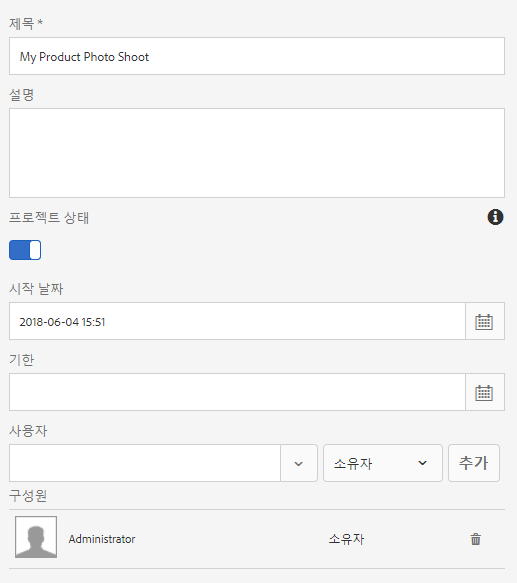 제목 *
My Product Photo Shoot
설명
프로젝트 상태
시작 날짜
2018-06-04 15:51
기한
사용자
소유자 추가
구성원
Administrator 소유자